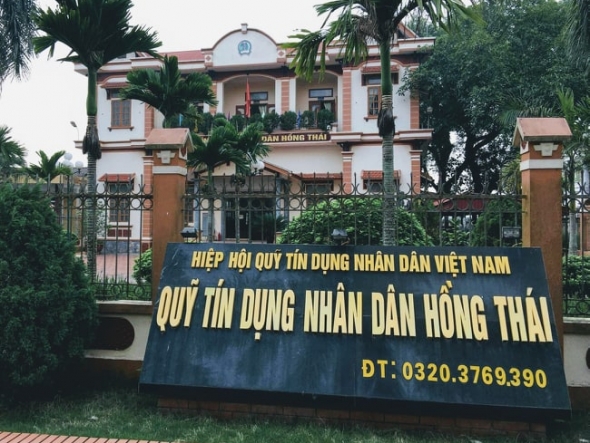 DÂN HỒNG THÁI
HIỆP HỘI QUỸ TÍN DỤNG NHÂN DÂN VIỆT NAM
QUỸ TÍN DỤNG NHÂN DÂN HỒNG THÁI
ĐT: 0320.3769.390